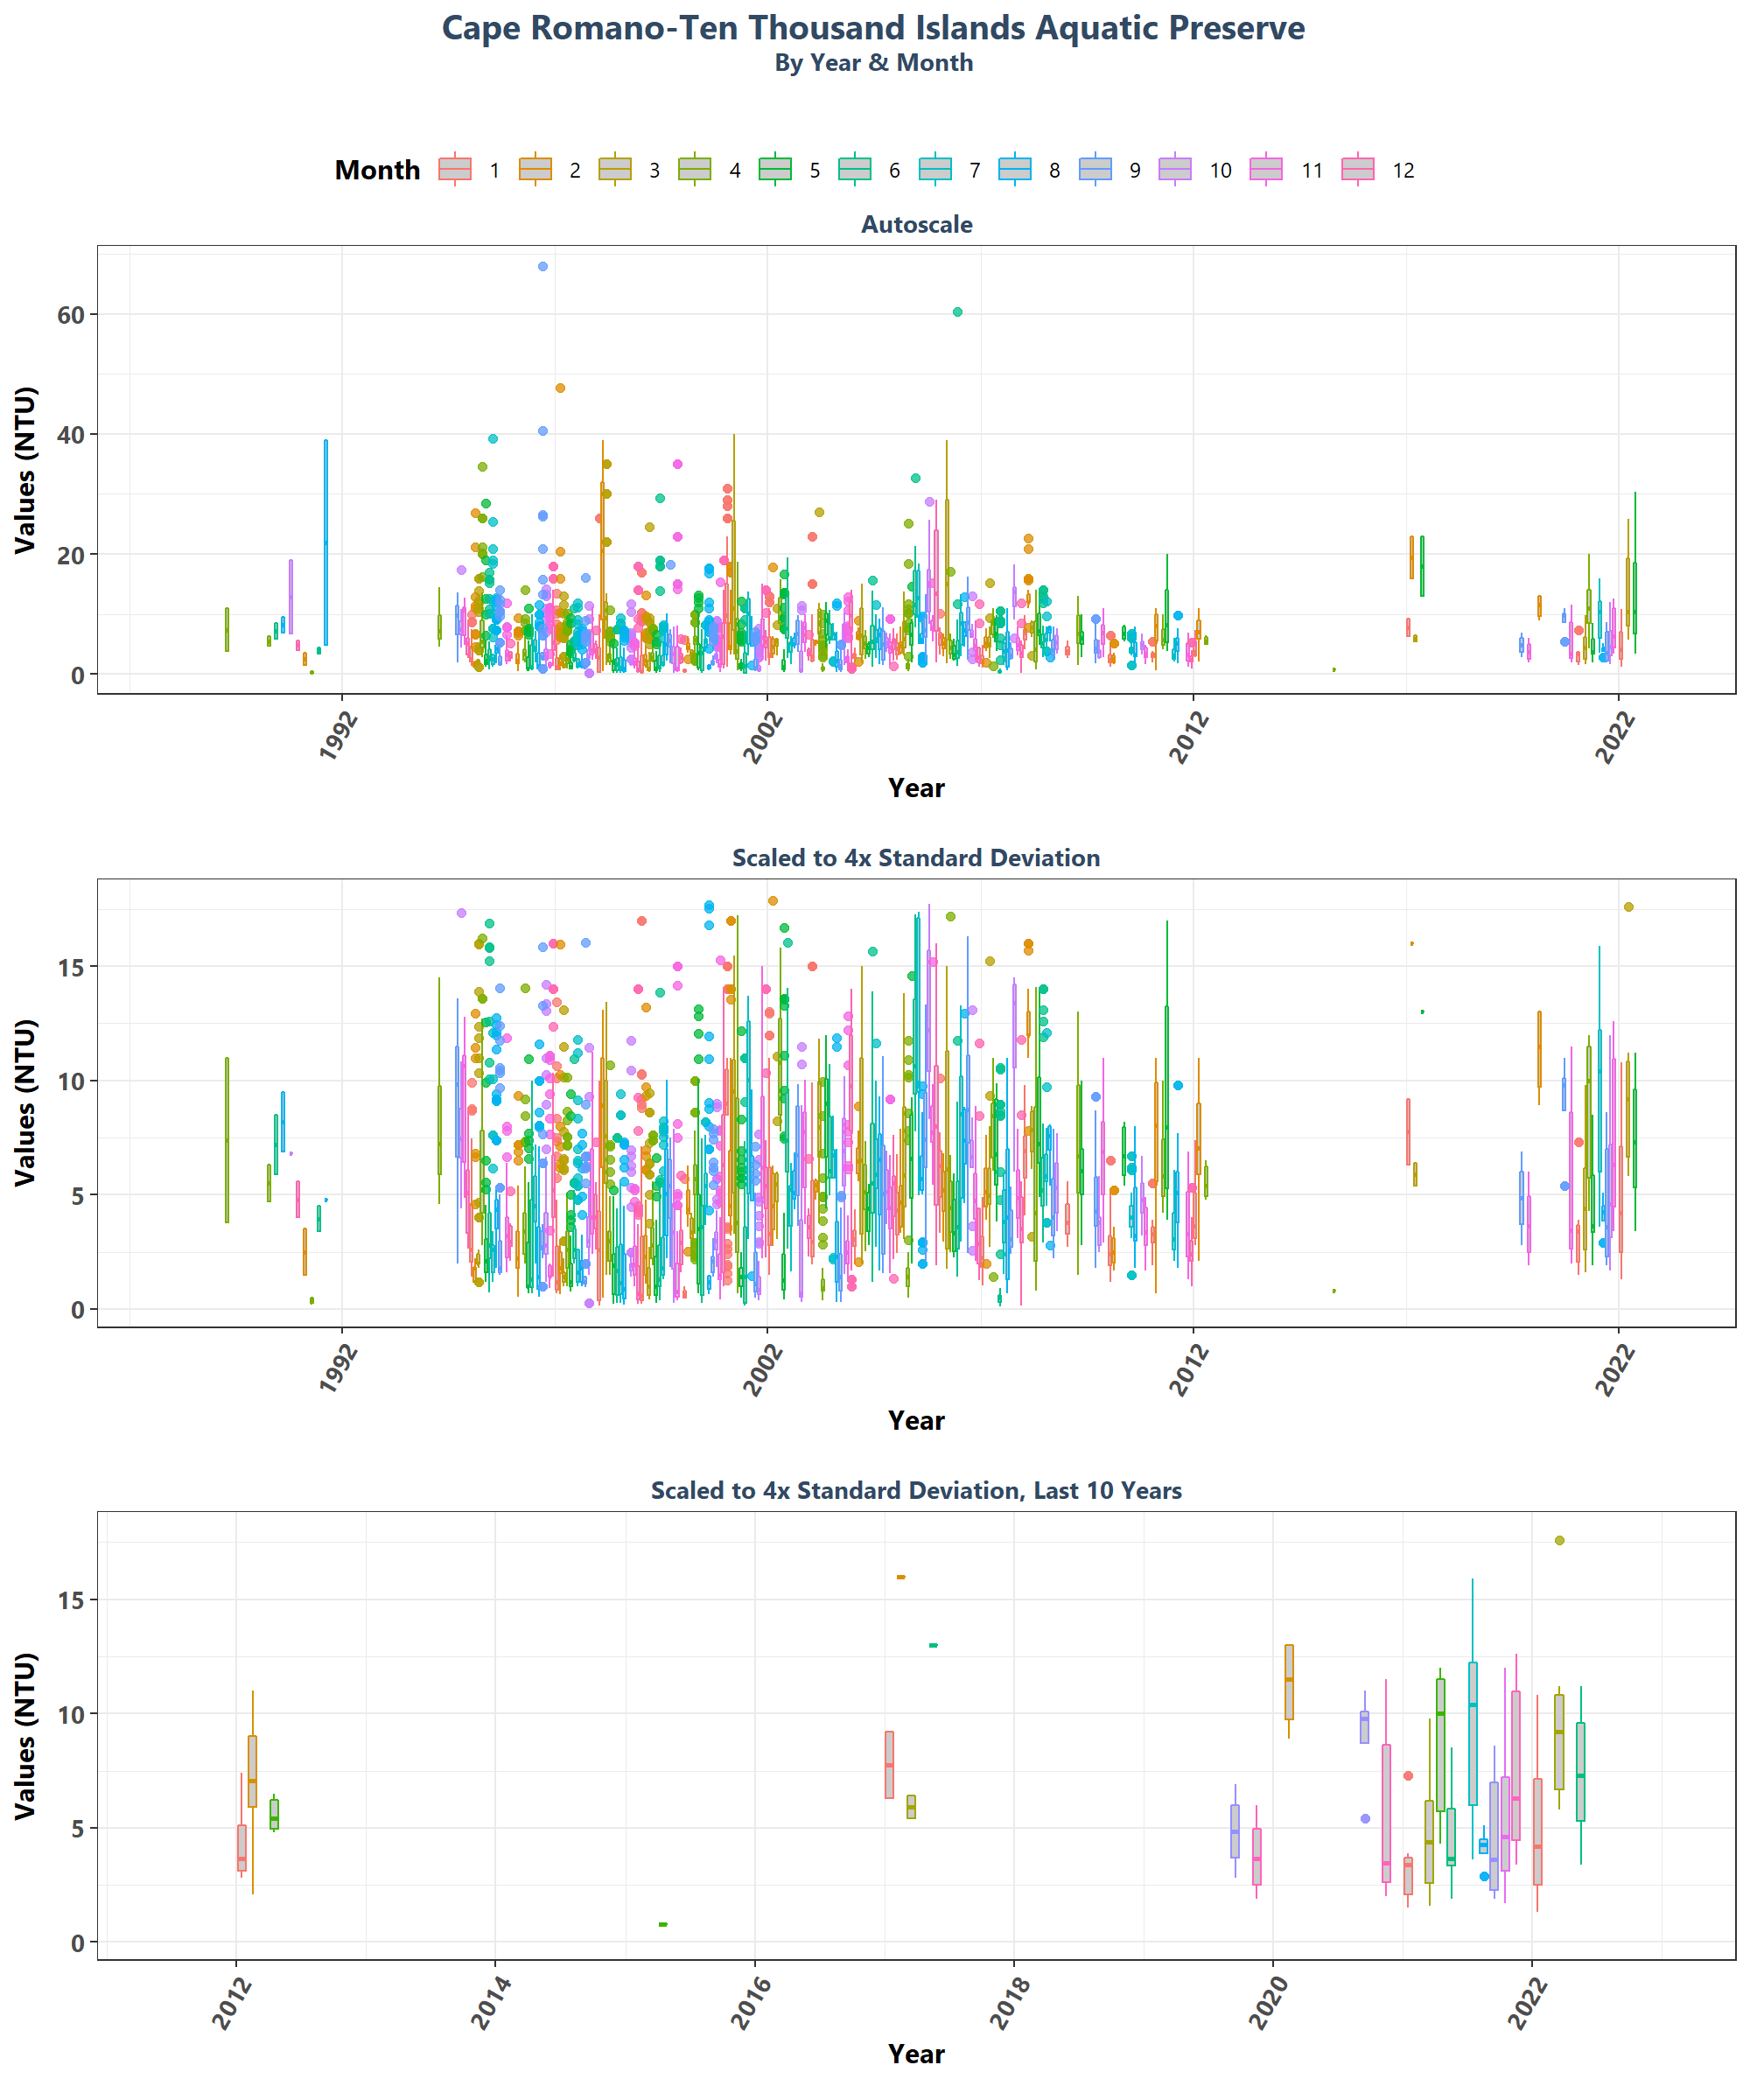 Cape Romano-Ten Thousand Islands Aquatic Preserve
By Year & Month
Month 1 2 3 4 5 6 7 8 9 10 11 12
Autoscale
Values (NTU)
60
40
20
0
1992 2002 2012 2022
Year
Scaled to 4x Standard Deviation
Values (NTU)
15
10
5
0
1992 2002 2012 2022
Year
Scaled to 4x Standard Deviation, Last 10 Years
Values (NTU)
15
10
5
0
2012 2014 2016 2018 2020 2022
Year